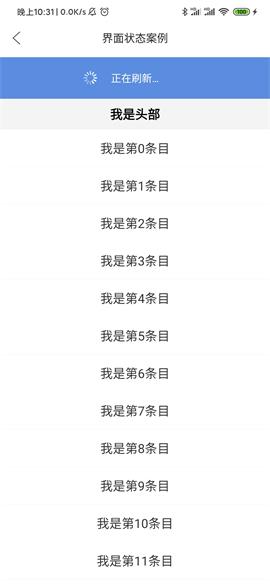 晚上10:31 | 0.0K/s
100
界面状态案例
正在刷新...
我是头部
我是第0条目
我是第1条目
我是第2条目
我是第3条目
我是第4条目
我是第5条目
我是第6条目
我是第7条目
我是第8条目
我是第9条目
我是第10条目
我是第11条目